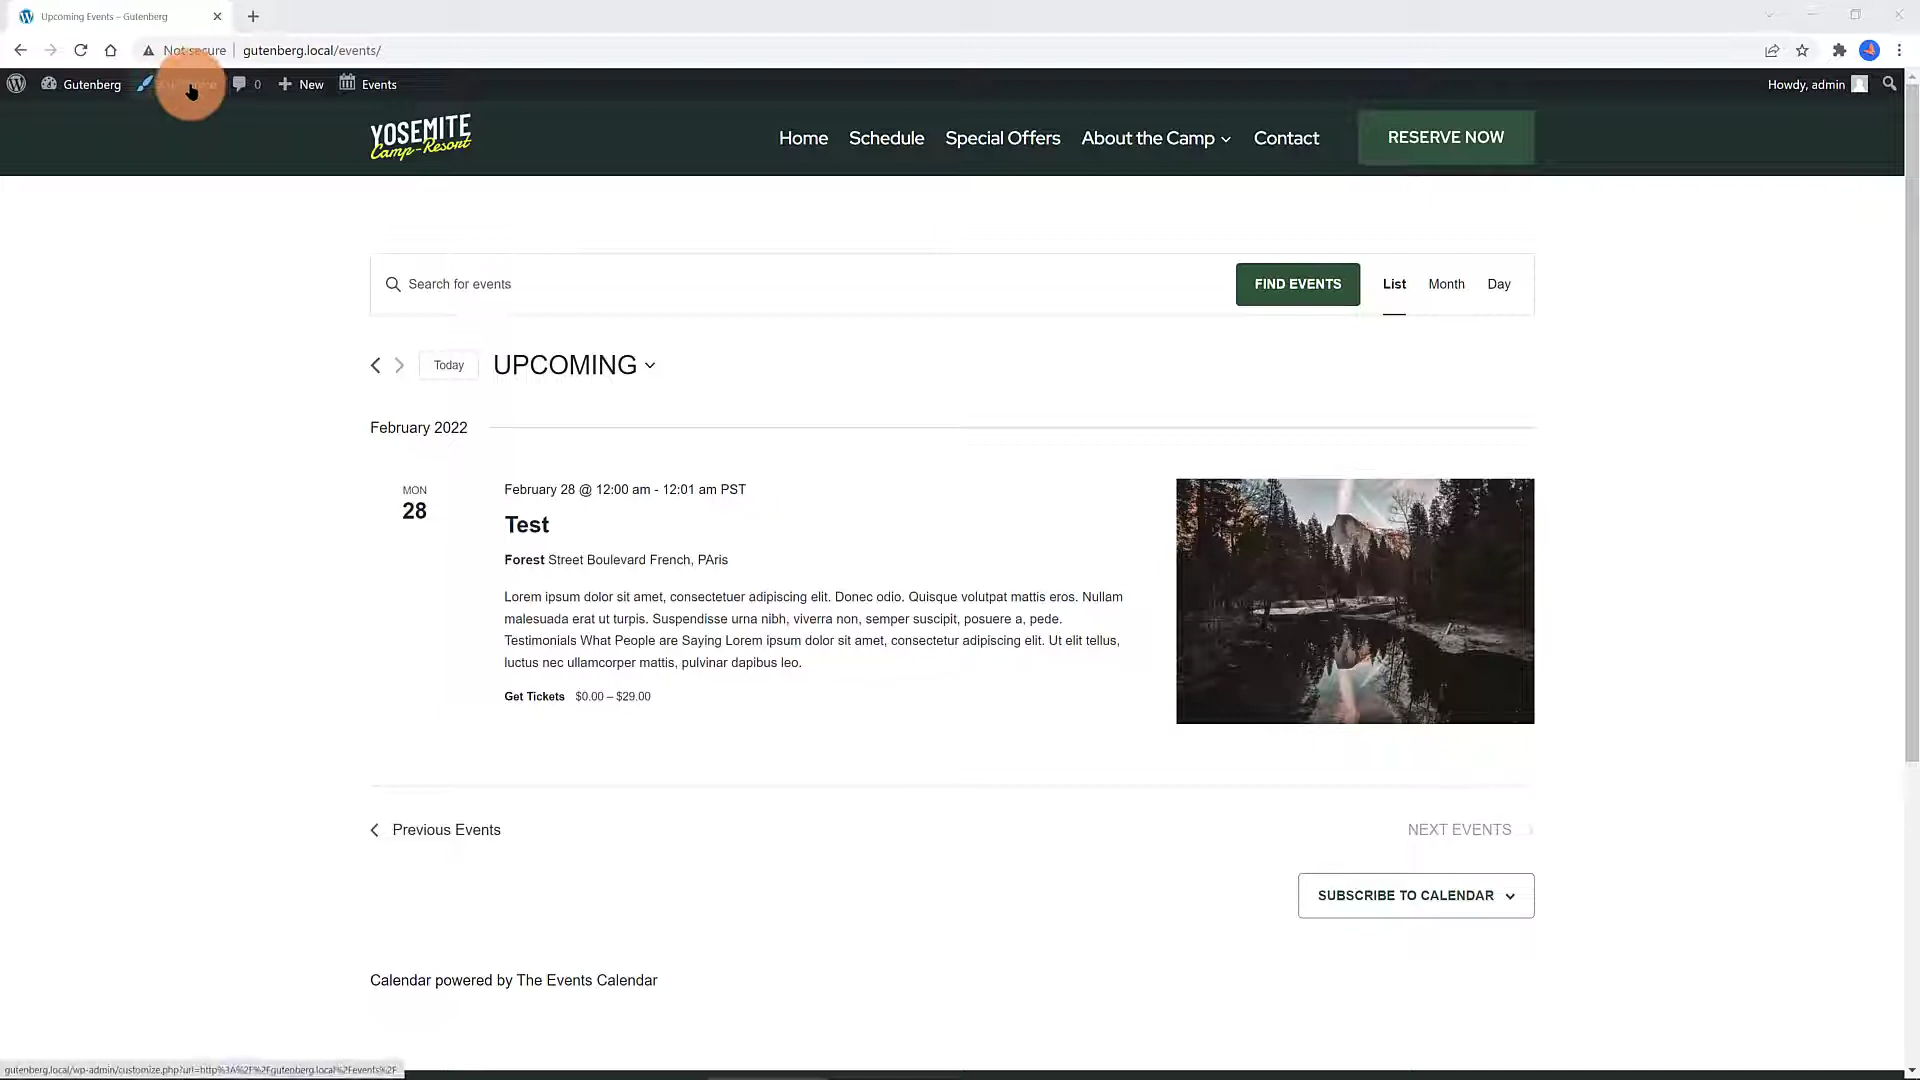 Upcoming Events – Gutenberg
Not secure
gutenberg.local/events/
Gutenberg
0
New
Events
Howdy, admin
YOSEMITE
Camp-Resort
Home
Schedule
Special Offers
About the Camp
Contact
RESERVE NOW
Search for events
FIND EVENTS
List
Month
Day
Today
UPCOMING
February 2022
MON
28
February 28 @ 12:00 am - 12:01 am PST
Test
Forest Street Boulevard French, PAris
Lorem ipsum dolor sit amet, consectetuer adipiscing elit. Donec odio. Quisque volutpat mattis eros. Nullam
malesuada erat ut turpis. Suspendisse urna nibh, viverra non, semper suscipit, posuere a, pede.
Testimonials What People are Saying Lorem ipsum dolor sit amet, consectetur adipiscing elit. Ut elit tellus,
luctus nec ullamcorper mattis, pulvinar dapibus leo.
Get Tickets $0.00 – $29.00
Previous Events
NEXT EVENTS
SUBSCRIBE TO CALENDAR
Calendar powered by The Events Calendar
gutenberg.local/wp-admin/customize.php?url=http%3A%2F%2Fgutenberg.local%2Fevents%2F